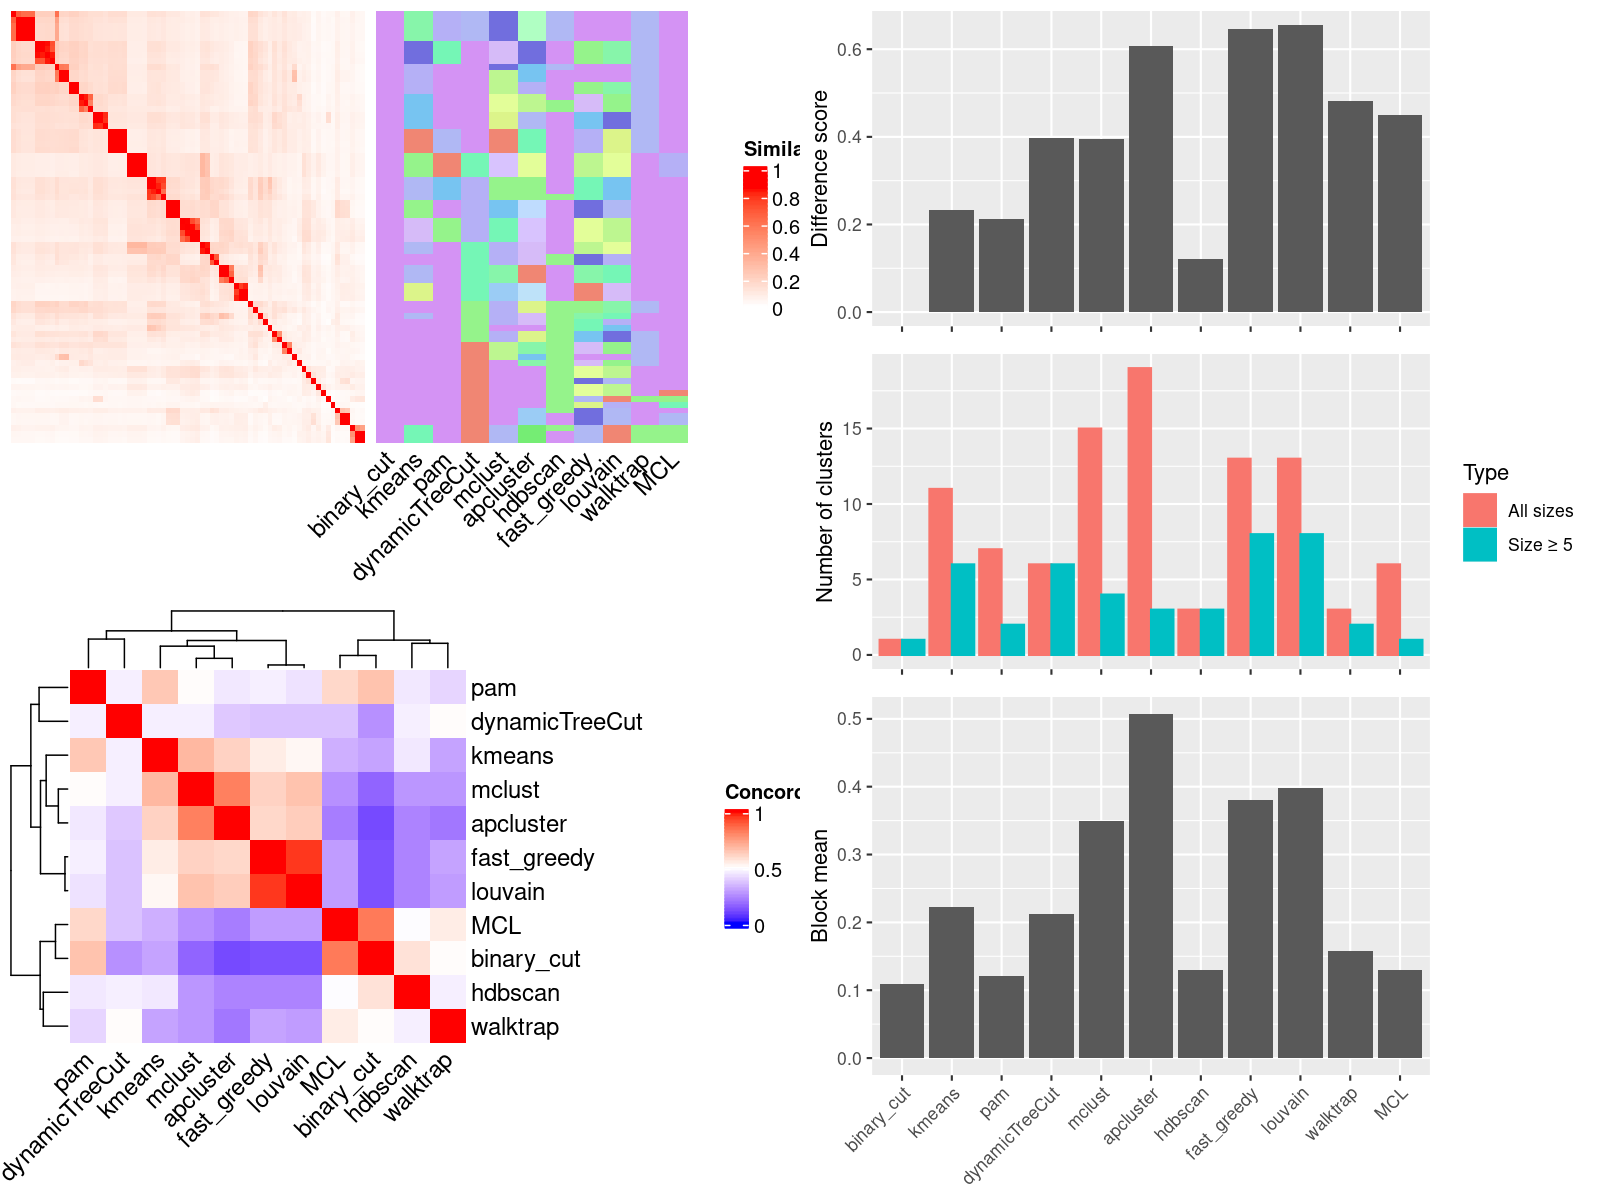 binary_cut
kmeans
pam
dynamicTreeCut
mclust
apcluster
hdbscan
fast_greedy
louvain
walktrap
MCL
Simila
1
0.8
0.6
0.4
0.2
0
Difference score
0.6
0.4
0.2
0.0
Number of clusters
15
10
5
0
Type
All sizes
Size ≥ 5
pam
dynamicTreeCut
kmeans
mclust
apcluster
fast_greedy
louvain
MCL
binary_cut
hdbscan
walktrap
pam
dynamicTreeCut
kmeans
mclust
apcluster
fast_greedy
louvain
MCL
binary_cut
hdbscan
walktrap
Concord
1
0.5
0
Block mean
0.5
0.4
0.3
0.2
0.1
0.0
binary_cut
kmeans
pam
dynamicTreeCut
mclust
apcluster
hdbscan
fast_greedy
louvain
walktrap
MCL